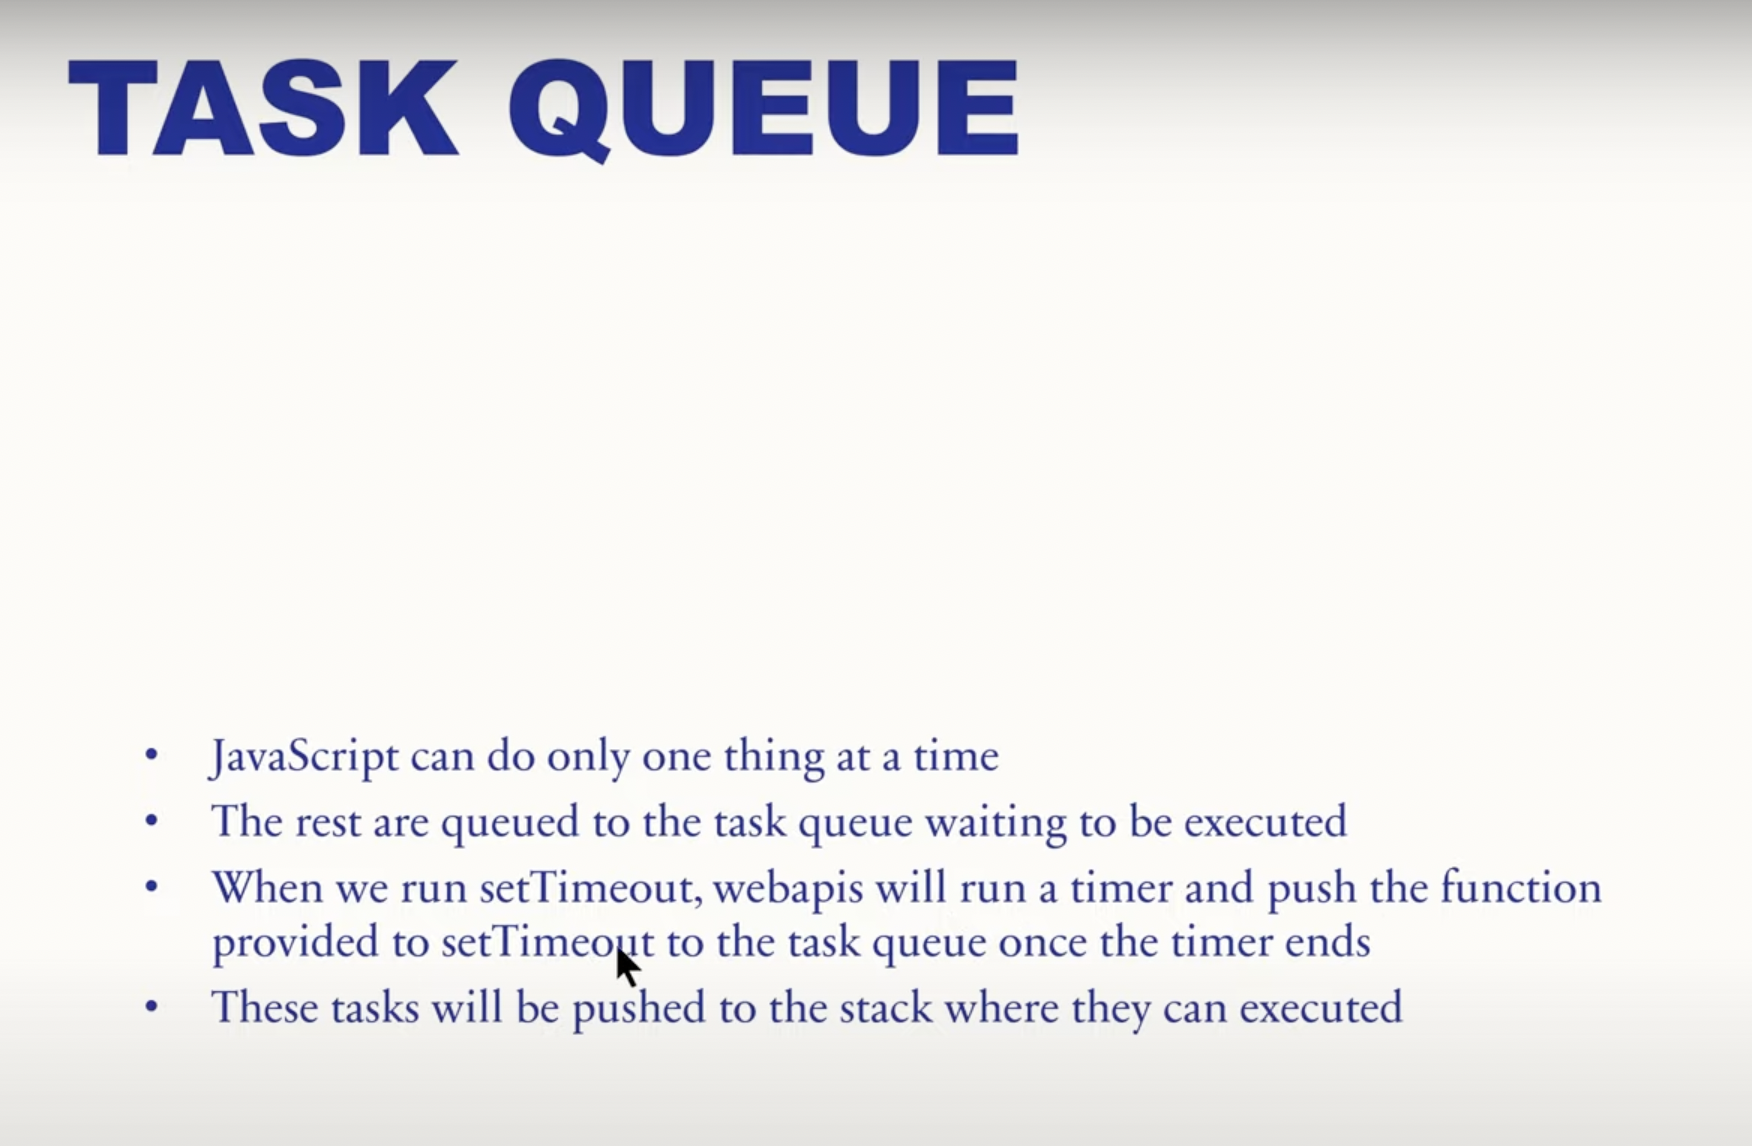 TASK QUEUE
• JavaScript can do only one thing at a time
• The rest are queued to the task queue waiting to be executed
• When we run setTimeout, webapis will run a timer and push the function
provided to setTimeout to the task queue once the timer ends
• These tasks will be pushed to the stack where they can executed